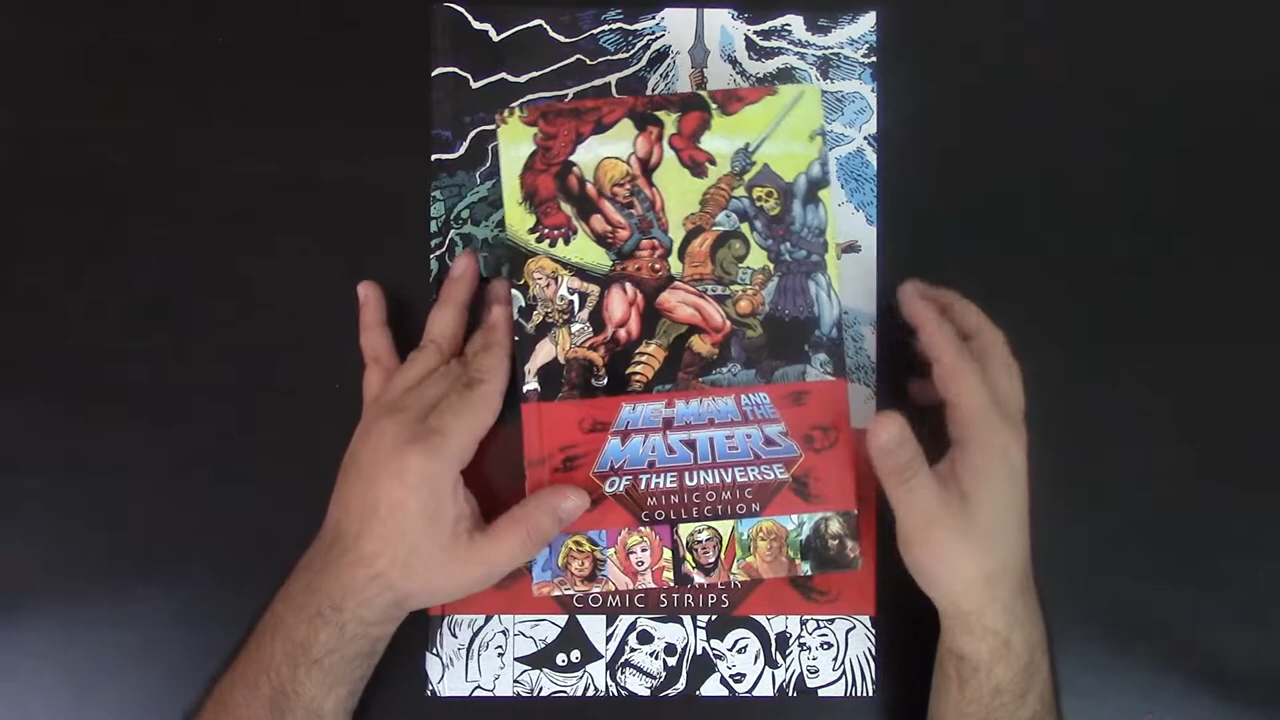 HE-MAN AND THE
MASTERS
OF THE UNIVERSE
MINICOMIC
COLLECTION
COMIC STRIPS